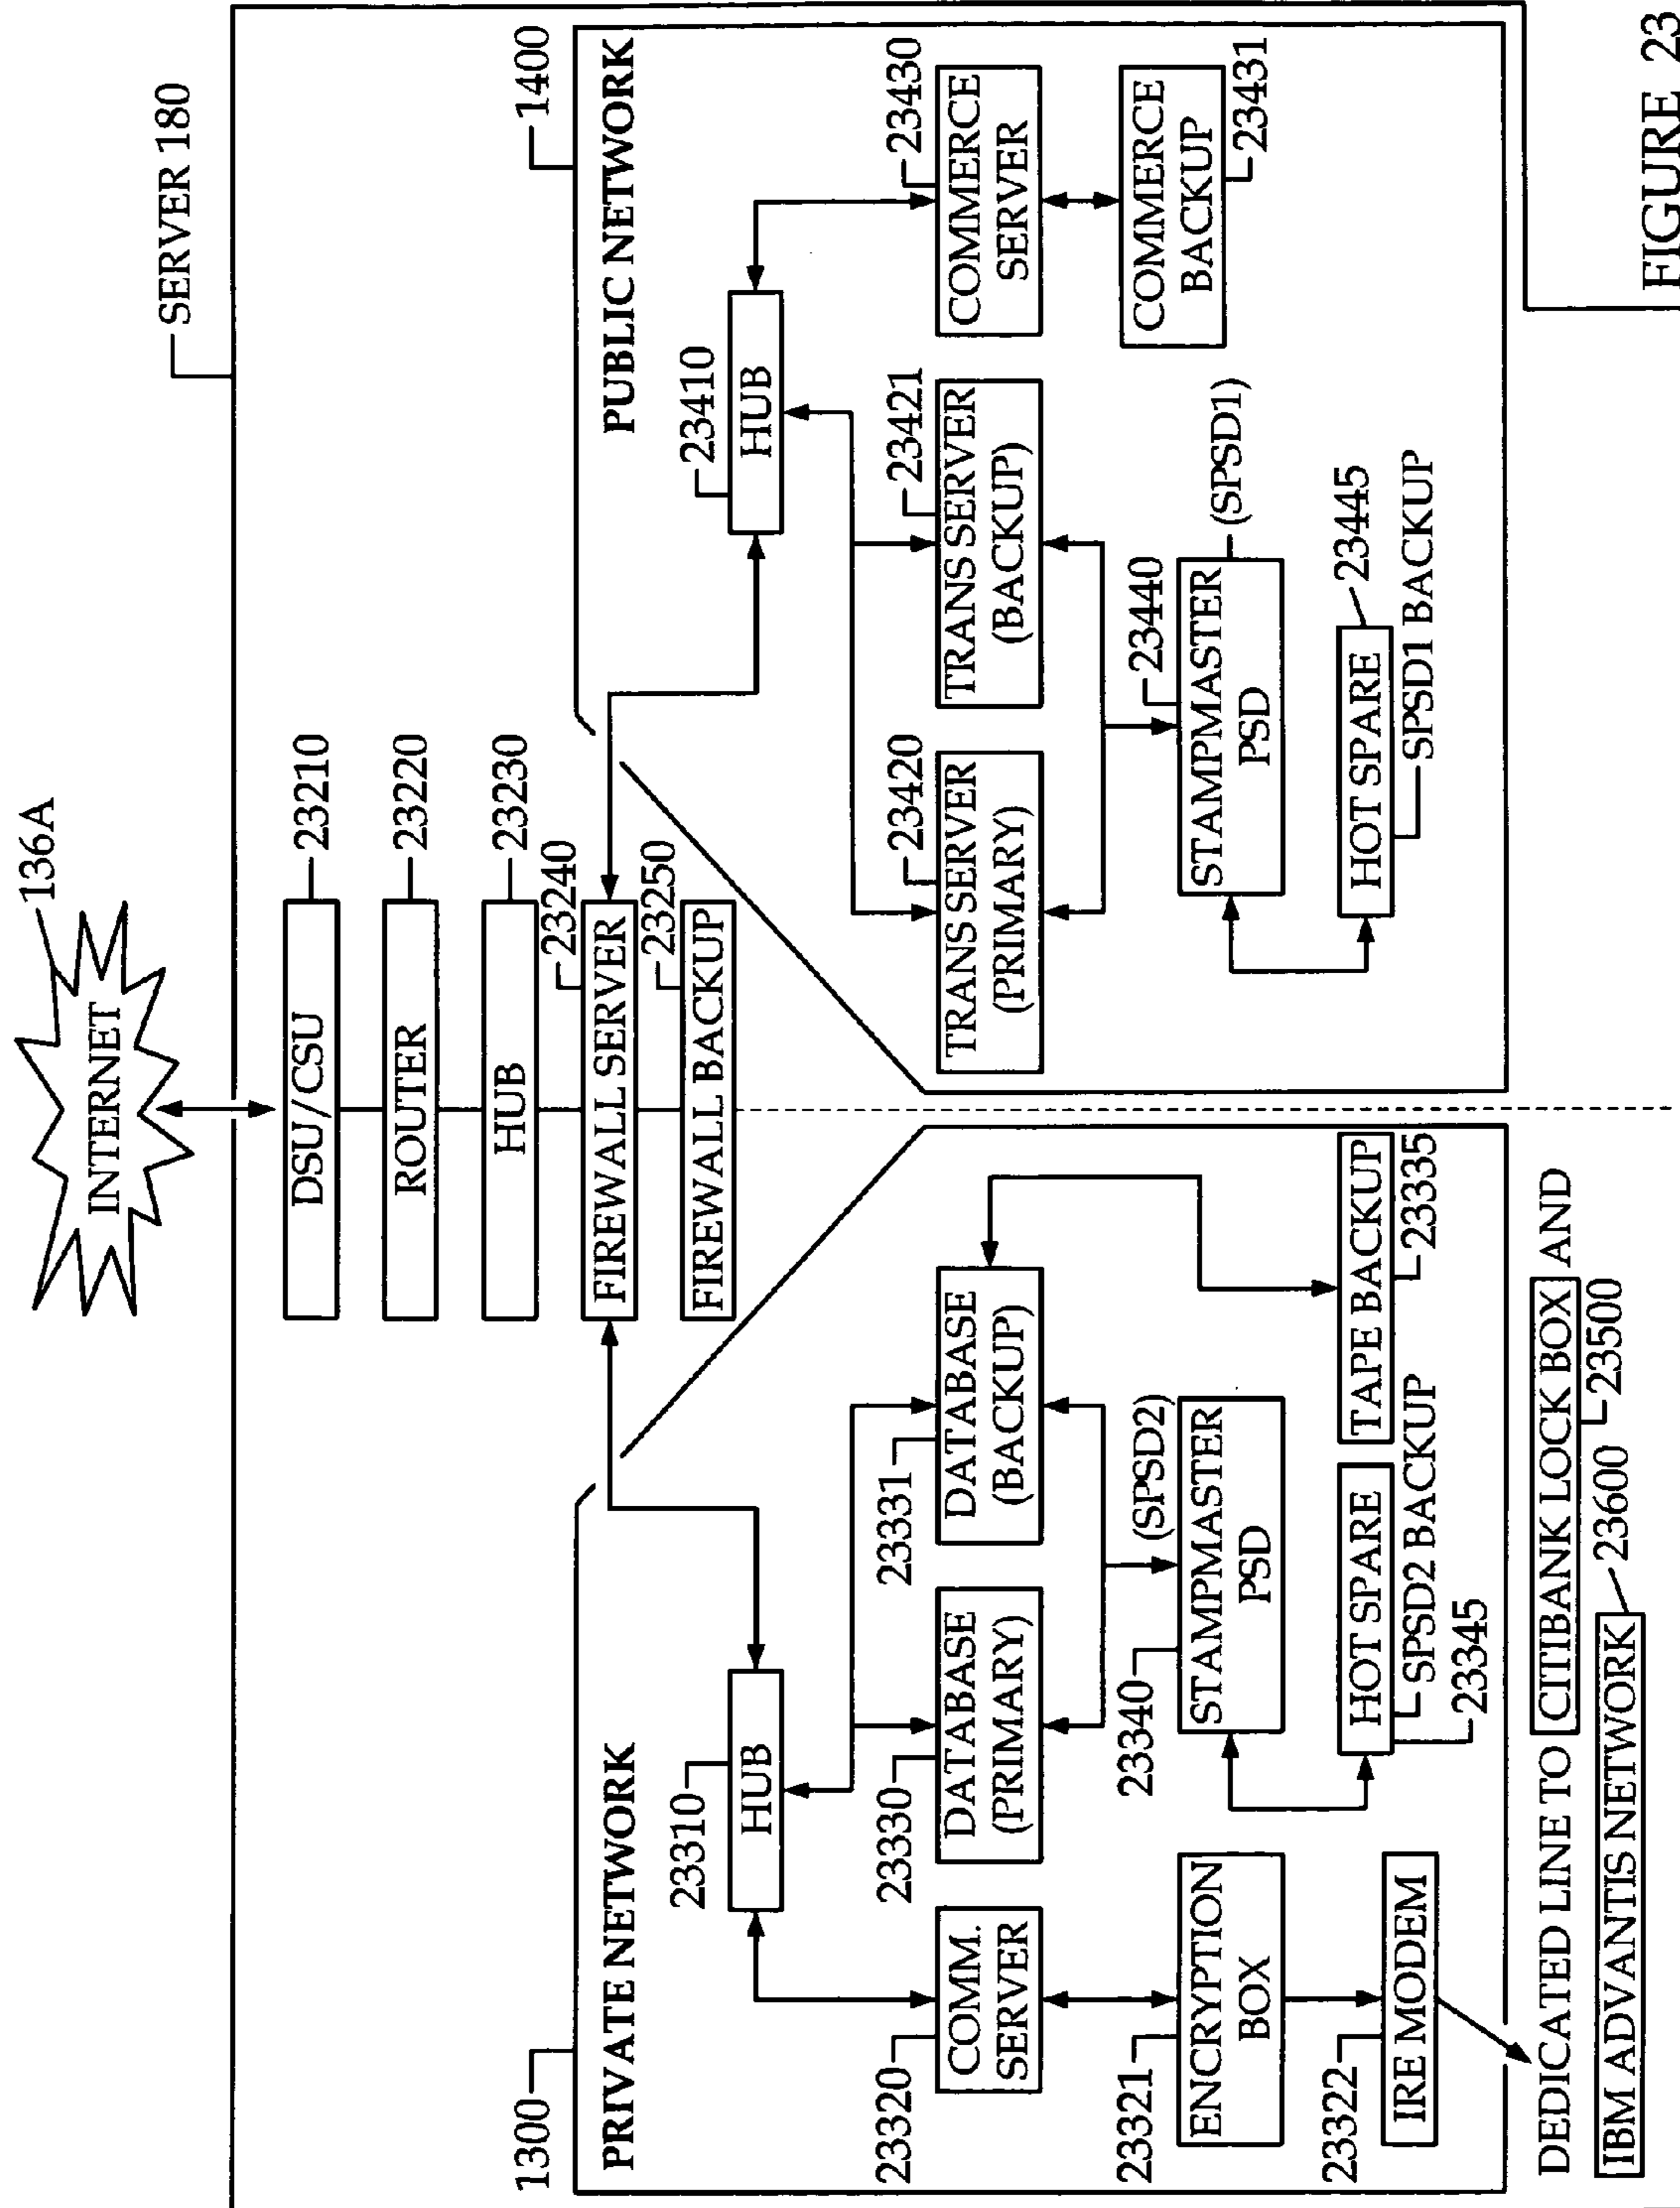 INTERNET
136A
SERVER 180
DSU/CSU
23210
ROUTER
23220
HUB
23230
23240
FIREWALL SERVER
23250
FIREWALL BACKUP
1300
PRIVATE NETWORK
23310
HUB
23320
COMM.
SERVER
23330
DATABASE
(PRIMARY)
23331
DATABASE
(BACKUP)
23321
ENCRYPTION
BOX
23340
(SPSD2)
STAMPMASTER
PSD
23322
IRE MODEM
HOT SPARE
SPSD2 BACKUP
23345
TAPE BACKUP
23335
DEDICATED LINE TO CITIBANK LOCK BOX AND
23500
IBM ADVANTIS NETWORK
23600
1400
PUBLIC NETWORK
23410
HUB
23420
TRANS SERVER
(PRIMARY)
23421
TRANS SERVER
(BACKUP)
23430
COMMERCE
SERVER
COMMERCE
BACKUP
23431
23440
STAMPMASTER
PSD
(SPSD1)
HOT SPARE
23445
SPSD1 BACKUP
FIGURE 23